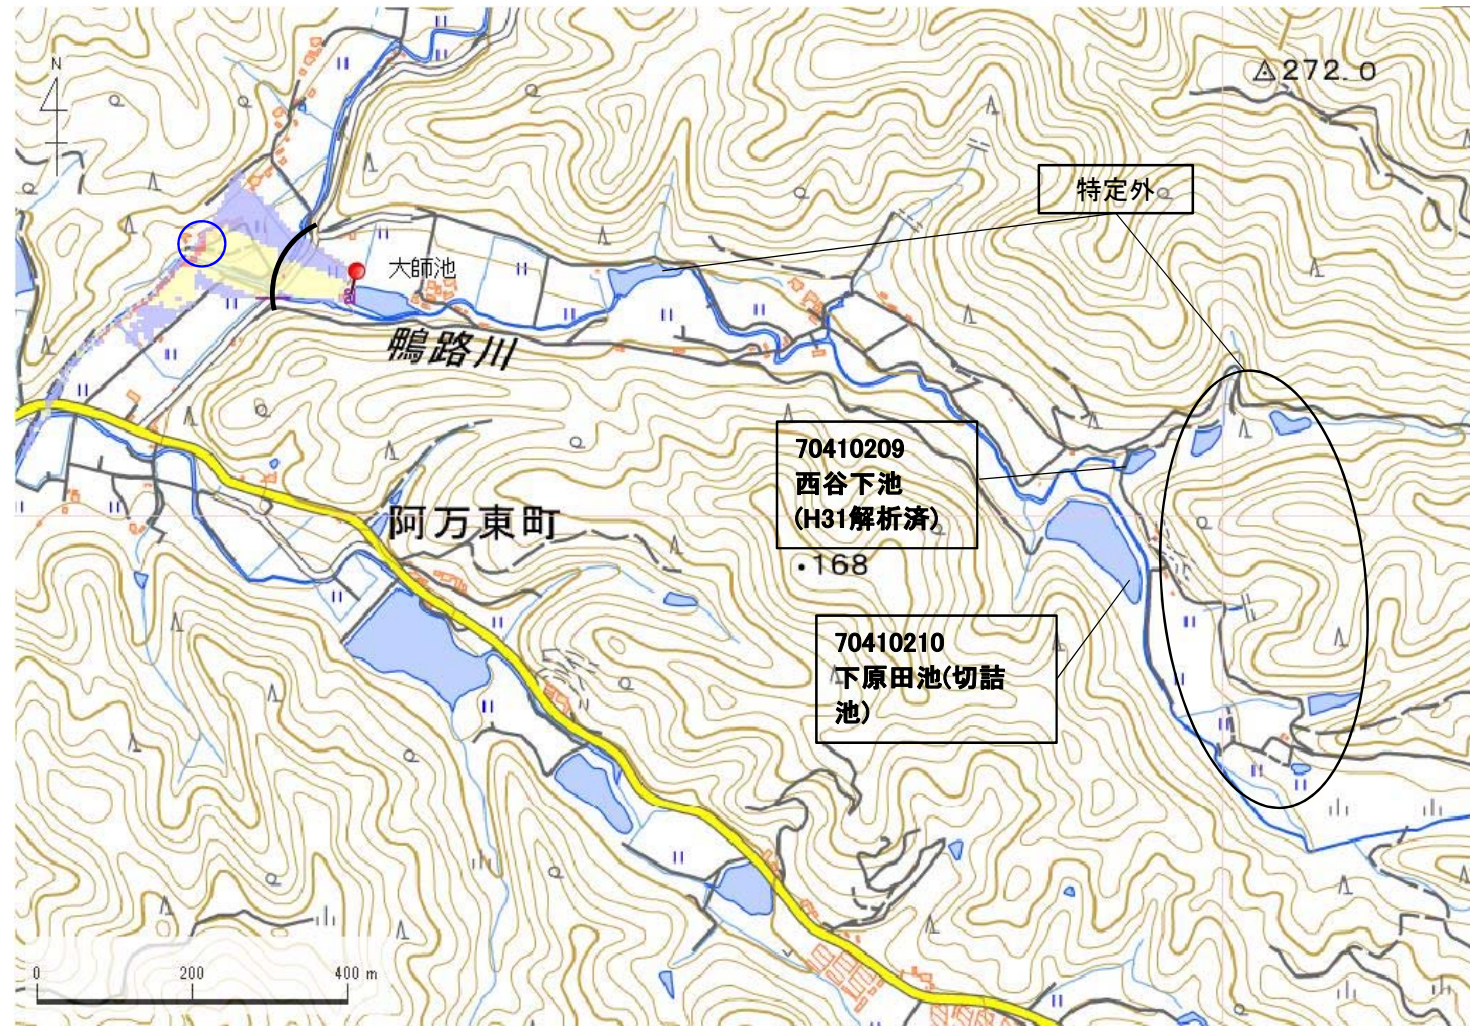 N
272.0
特定外
大師池
鴨路川
70410209
西谷下池
(H31解析済)
阿万東町
・168
70410210
下原田池(切詰
池)
0 200 400 m